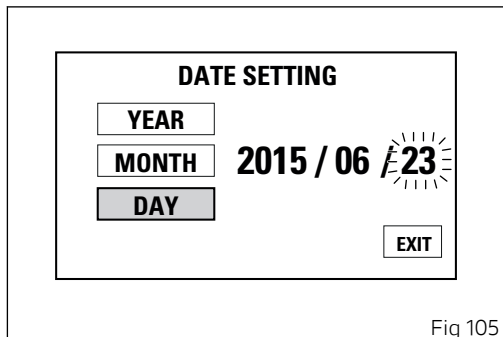 DATE SETTING
YEAR
MONTH
DAY
2015 / 06 / 23
EXIT
Fig 105